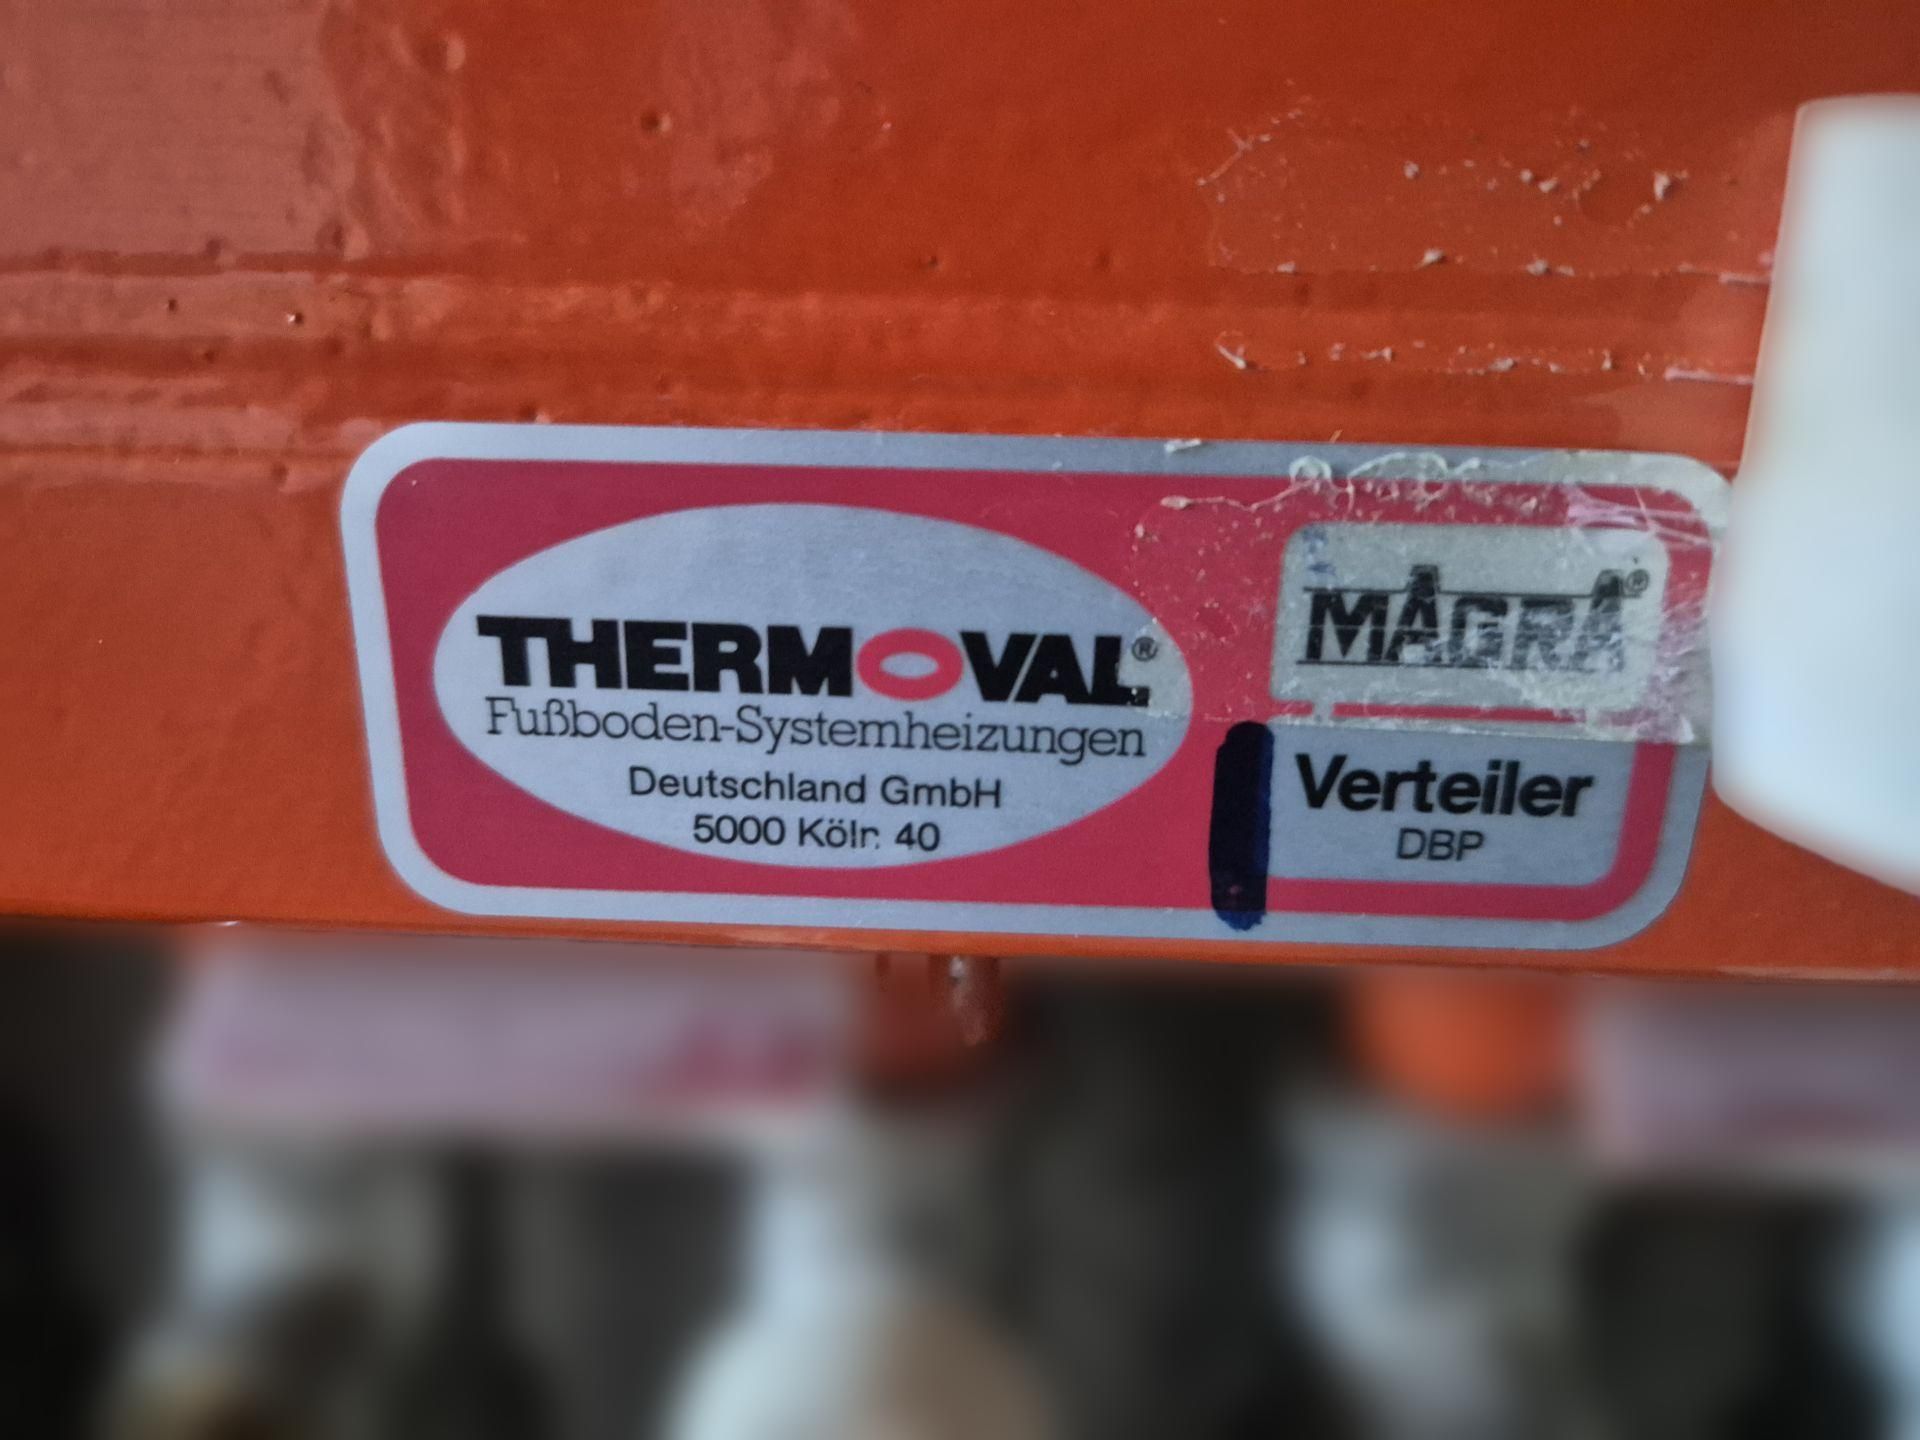 THERMOVAL®
Fußboden-Systemheizungen
Deutschland GmbH
5000 Köln 40
MAGRA®
Verteiler
DBP